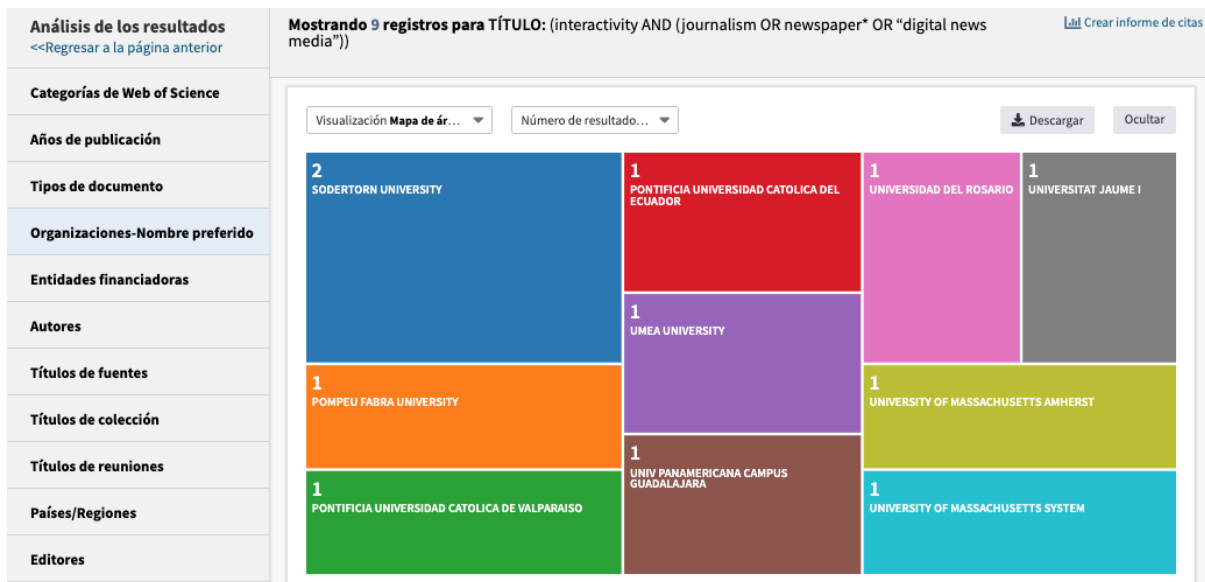 Análisis de los resultados
<<Regresar a la página anterior
Categorías de Web of Science
Años de publicación
Tipos de documento
Organizaciones-Nombre preferido
Entidades financiadoras
Autores
Títulos de fuentes
Títulos de colección
Títulos de reuniones
Países/Regiones
Editores
Mostrando 9 registros para TÍTULO: (interactivity AND (journalism OR newspaper* OR “digital news
media”))
Crear informe de citas
Visualización Mapa de ár...
Número de resultado...
Descargar
Ocultar
2
SODERTORN UNIVERSITY
1
PONTIFICIA UNIVERSIDAD CATOLICA DEL
ECUADOR
1
UNIVERSIDAD DEL ROSARIO
1
UNIVERSITAT JAUME I
1
UMEA UNIVERSITY
1
POMPEU FABRA UNIVERSITY
1
UNIVERSITY OF MASSACHUSETTS AMHERST
1
UNIV PANAMERICANA CAMPUS
GUADALAJARA
1
PONTIFICIA UNIVERSIDAD CATOLICA DE VALPARAISO
1
UNIVERSITY OF MASSACHUSETTS SYSTEM